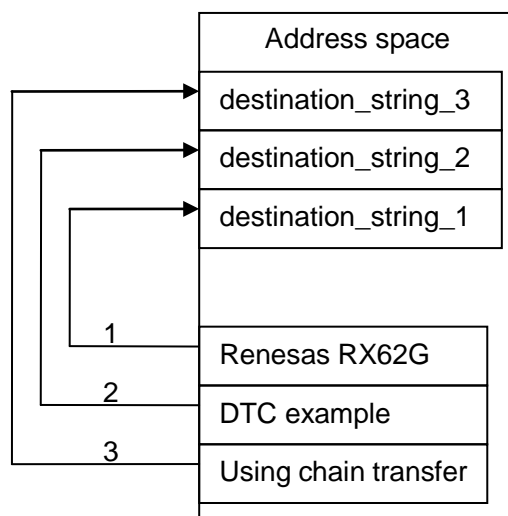 Address space
destination_string_3
destination_string_2
destination_string_1
1
Renesas RX62G
2
DTC example
3
Using chain transfer